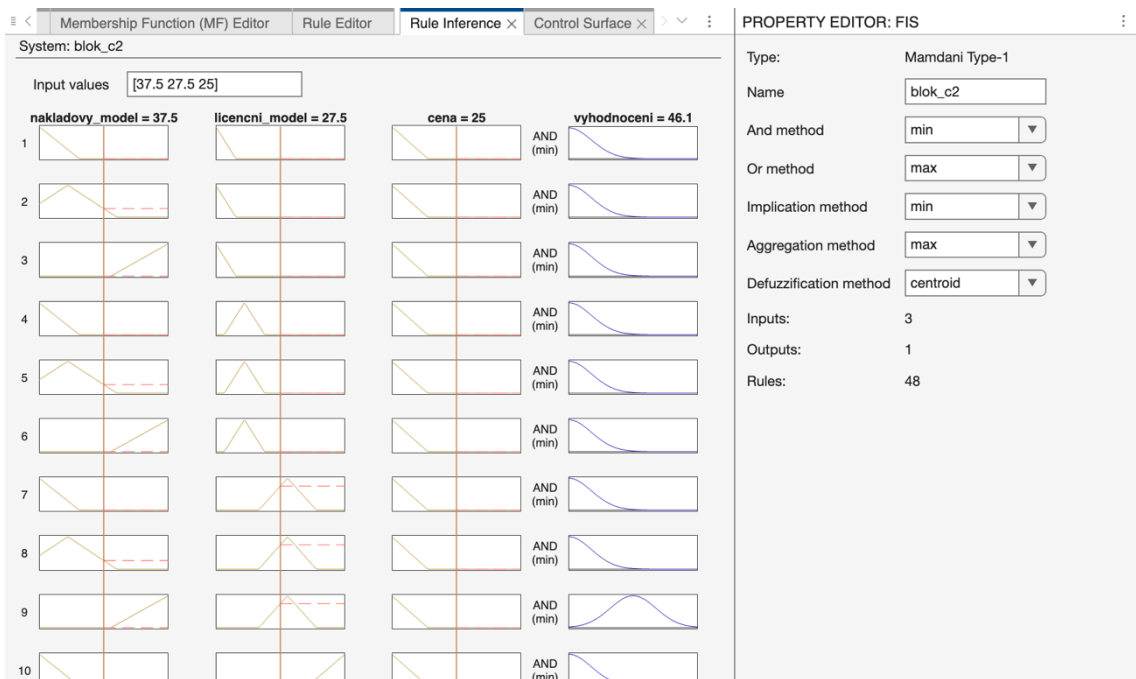 Membership Function (MF) Editor
Rule Editor
Rule Inference
Control Surface
System: blok_c2
Input values
[37.5 27.5 25]
nakladovy_model = 37.5
licencni_model = 27.5
cena = 25
vyhodnoceni = 46.1
1
AND
(min)
2
AND
(min)
3
AND
(min)
4
AND
(min)
5
AND
(min)
6
AND
(min)
7
AND
(min)
8
AND
(min)
9
AND
(min)
10
AND
(min)
PROPERTY EDITOR: FIS
Type: Mamdani Type-1
Name blok_c2
And method min
Or method max
Implication method min
Aggregation method max
Defuzzification method centroid
Inputs: 3
Outputs: 1
Rules: 48